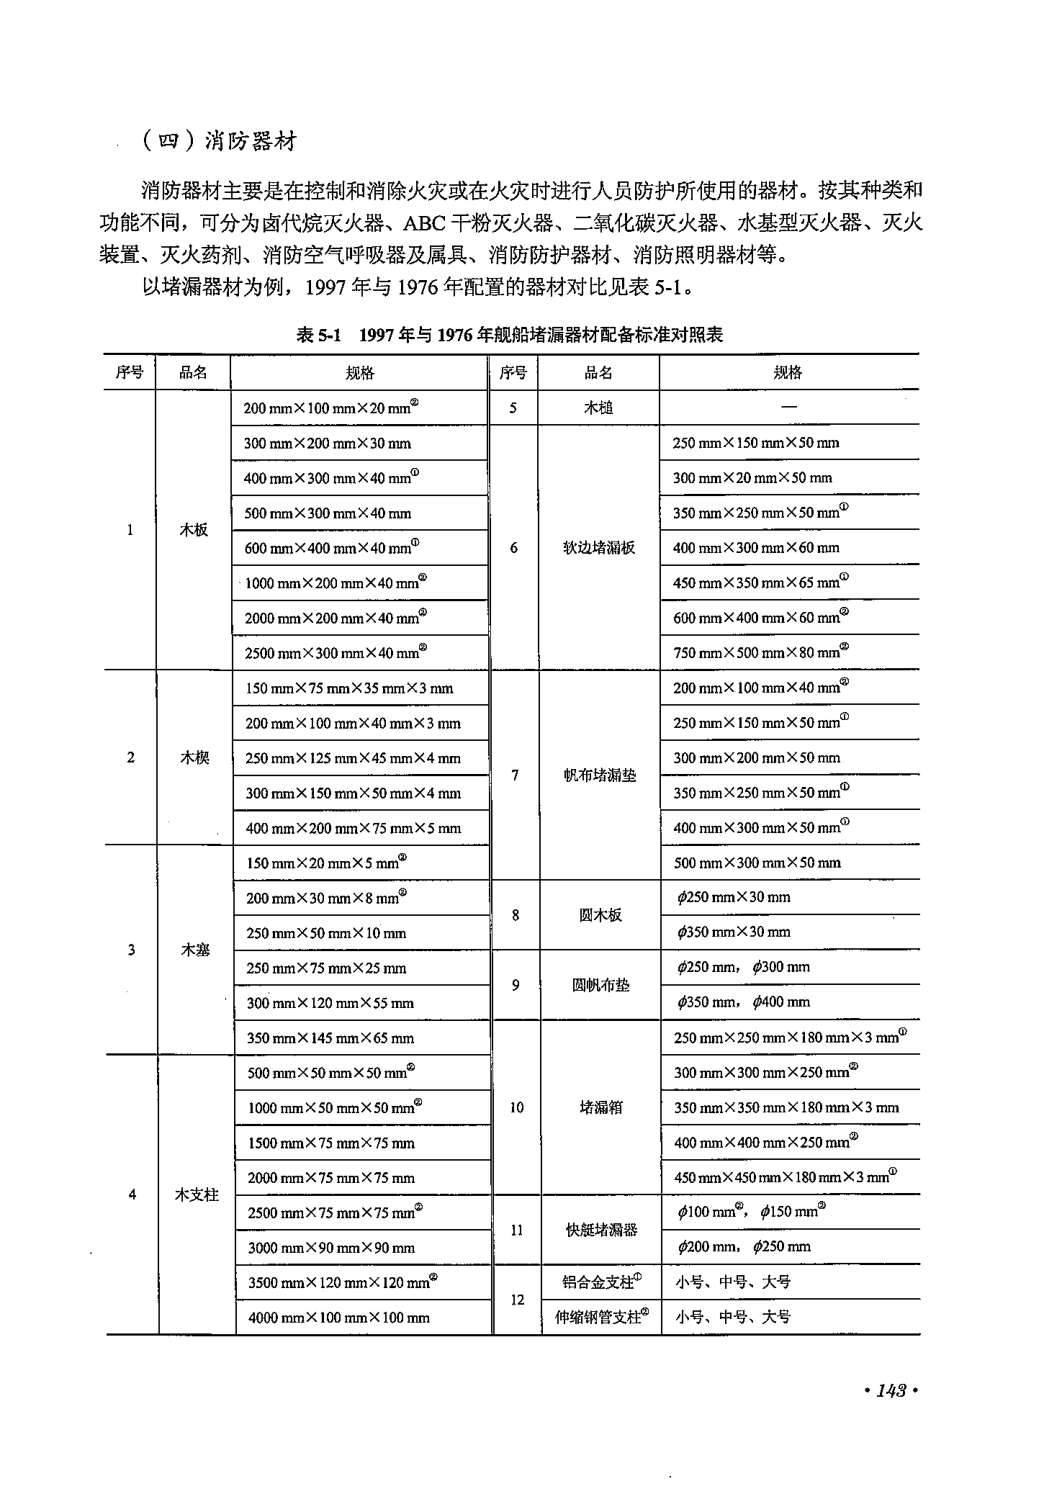 （四）消防器材
消防器材主要是在控制和消除火灾或在火灾时进行人员防护所使用的器材。按其种类和
功能不同，可分为卤代烷灭火器、ABC 干粉灭火器、二氧化碳灭火器、水基型灭火器、灭火
装置、灭火药剂、消防空气呼吸器及属具、消防防护器材、消防照明器材等。
以堵漏器材为例，1997 年与 1976 年配置的器材对比见表 5-1。
表 5-1 1997 年与 1976 年舰船堵漏器材配备标准对照表
序号 品名 规格 序号 品名 规格
1 木板
200 mm×100 mm×20 mm②
300 mm×200 mm×30 mm
400 mm×300 mm×40 mm①
500 mm×300 mm×40 mm
600 mm×400 mm×40 mm①
1000 mm×200 mm×40 mm②
2000 mm×200 mm×40 mm②
2500 mm×300 mm×40 mm②
2 木楔
150 mm×75 mm×35 mm×3 mm
200 mm×100 mm×40 mm×3 mm
250 mm×125 mm×45 mm×4 mm
300 mm×150 mm×50 mm×4 mm
400 mm×200 mm×75 mm×5 mm
3 木塞
150 mm×20 mm×5 mm②
200 mm×30 mm×8 mm②
250 mm×50 mm×10 mm
250 mm×75 mm×25 mm
300 mm×120 mm×55 mm
350 mm×145 mm×65 mm
4 木支柱
500 mm×50 mm×50 mm②
1000 mm×50 mm×50 mm②
1500 mm×75 mm×75 mm
2000 mm×75 mm×75 mm
2500 mm×75 mm×75 mm②
3000 mm×90 mm×90 mm
3500 mm×120 mm×120 mm②
4000 mm×100 mm×100 mm
5 木槌 —
6 软边堵漏板
250 mm×150 mm×50 mm
300 mm×20 mm×50 mm
350 mm×250 mm×50 mm①
400 mm×300 mm×60 mm
450 mm×350 mm×65 mm①
600 mm×400 mm×60 mm②
750 mm×500 mm×80 mm②
7 帆布堵漏垫
200 mm×100 mm×40 mm②
250 mm×150 mm×50 mm①
300 mm×200 mm×50 mm
350 mm×250 mm×50 mm①
400 mm×300 mm×50 mm①
500 mm×300 mm×50 mm
8 圆木板
ϕ250 mm×30 mm
ϕ350 mm×30 mm
9 圆帆布垫
ϕ250 mm，ϕ300 mm
ϕ350 mm，ϕ400 mm
10 堵漏箱
250 mm×250 mm×180 mm×3 mm①
300 mm×300 mm×250 mm②
350 mm×350 mm×180 mm×3 mm
400 mm×400 mm×250 mm②
450 mm×450 mm×180 mm×3 mm①
11 快艇堵漏器
ϕ100 mm②，ϕ150 mm②
ϕ200 mm，ϕ250 mm
12
铝合金支柱① 小号、中号、大号
伸缩钢管支柱② 小号、中号、大号
·143·